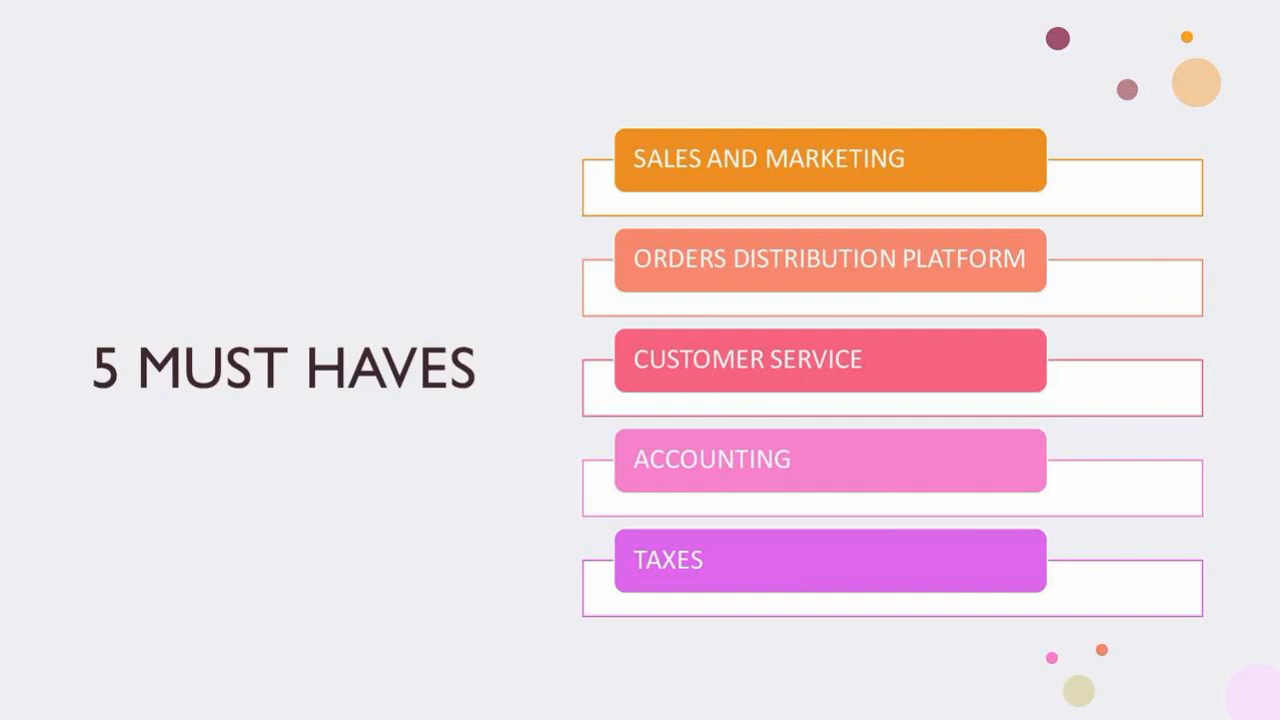 5 MUST HAVES
SALES AND MARKETING
ORDERS DISTRIBUTION PLATFORM
CUSTOMER SERVICE
ACCOUNTING
TAXES